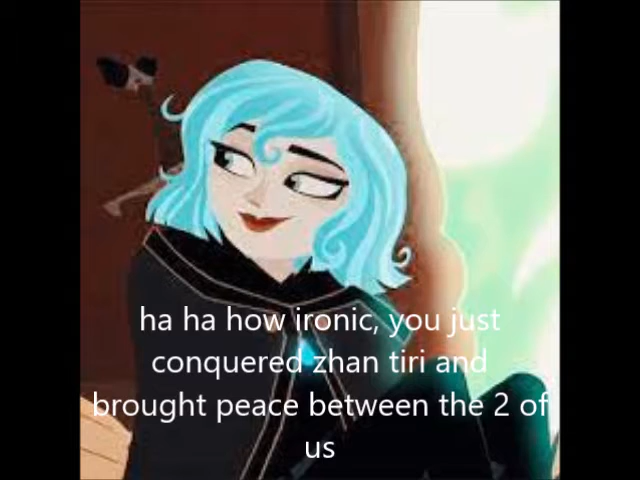 ha ha how ironic, you just
conquered zhan tiri and
brought peace between the 2 of
us